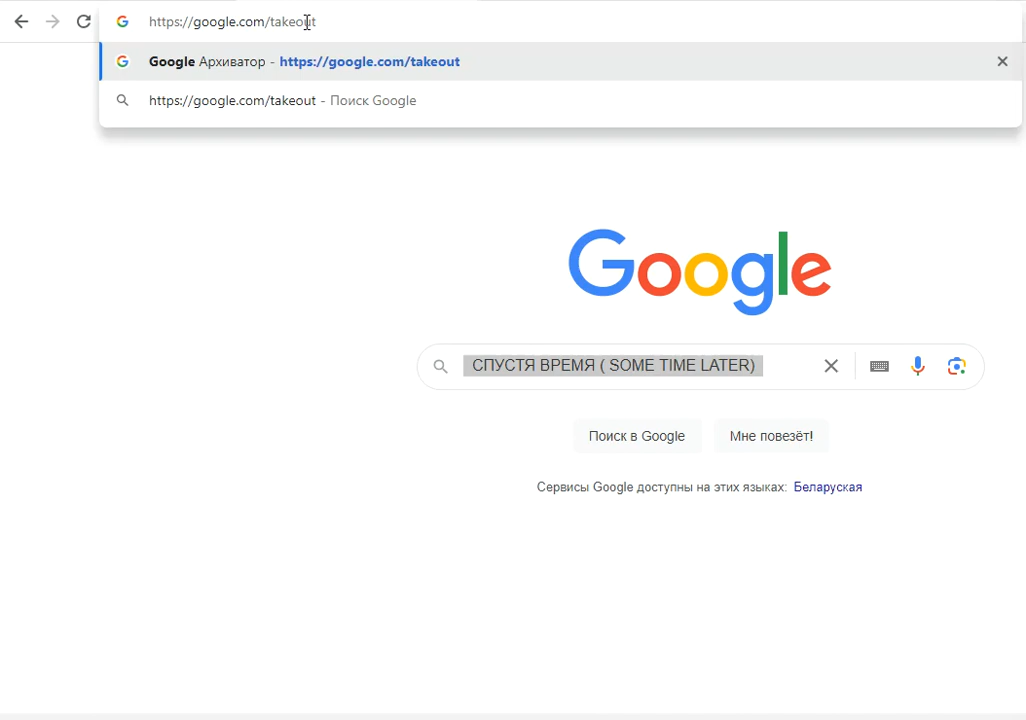 https://google.com/takeout
Google Архиватор - https://google.com/takeout
https://google.com/takeout - Поиск Google
Google
СПУСТЯ ВРЕМЯ ( SOME TIME LATER)
Поиск в Google
Мне повезёт!
Сервисы Google доступны на этих языках: Беларуская